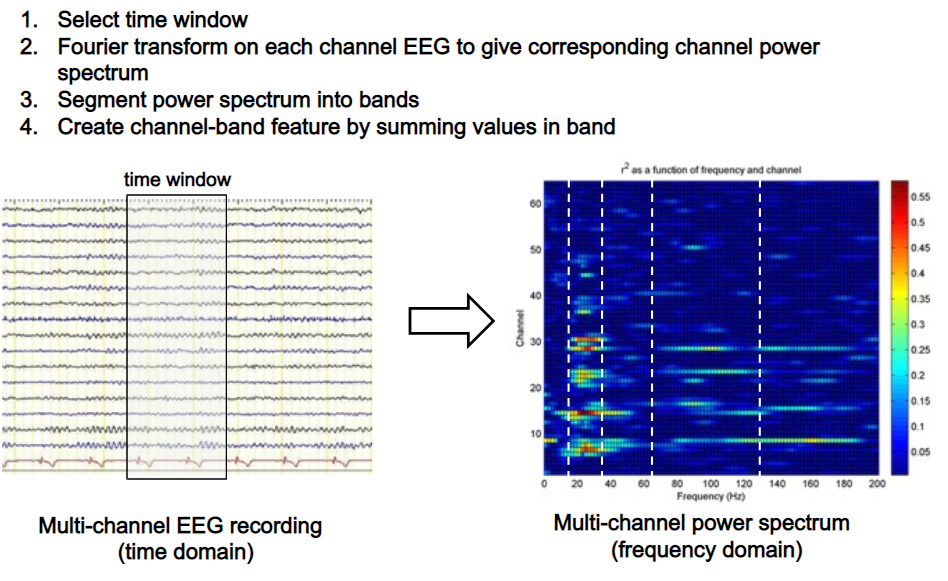 1. Select time window
2. Fourier transform on each channel EEG to give corresponding channel power
spectrum
3. Segment power spectrum into bands
4. Create channel-band feature by summing values in band
time window
r² as a function of frequency and channel
60
50
40
30
20
10
Channel
0 20 40 60 80 100 120 140 160 180 200
Frequency (Hz)
0.55
0.5
0.45
0.4
0.35
0.3
0.25
0.2
0.15
0.1
0.05
Multi-channel EEG recording
(time domain)
Multi-channel power spectrum
(frequency domain)